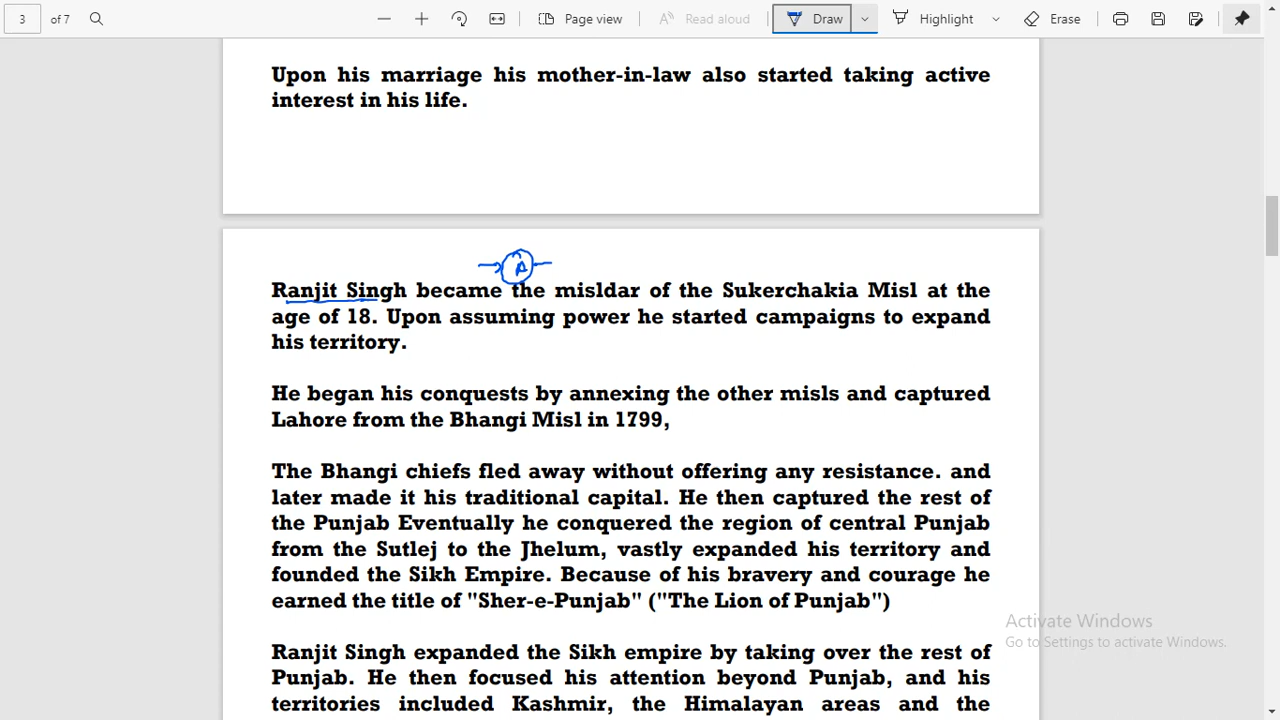 3 of 7 Page view Read aloud Draw Highlight Erase
Upon his marriage his mother-in-law also started taking active
interest in his life.
Ranjit Singh became the misldar of the Sukerchakia Misl at the
age of 18. Upon assuming power he started campaigns to expand
his territory.
He began his conquests by annexing the other misls and captured
Lahore from the Bhangi Misl in 1799,
The Bhangi chiefs fled away without offering any resistance. and
later made it his traditional capital. He then captured the rest of
the Punjab Eventually he conquered the region of central Punjab
from the Sutlej to the Jhelum, vastly expanded his territory and
founded the Sikh Empire. Because of his bravery and courage he
earned the title of "Sher-e-Punjab" ("The Lion of Punjab")
Activate Windows
Go to Settings to activate Windows.
Ranjit Singh expanded the Sikh empire by taking over the rest of
Punjab. He then focused his attention beyond Punjab, and his
territories included Kashmir, the Himalayan areas and the